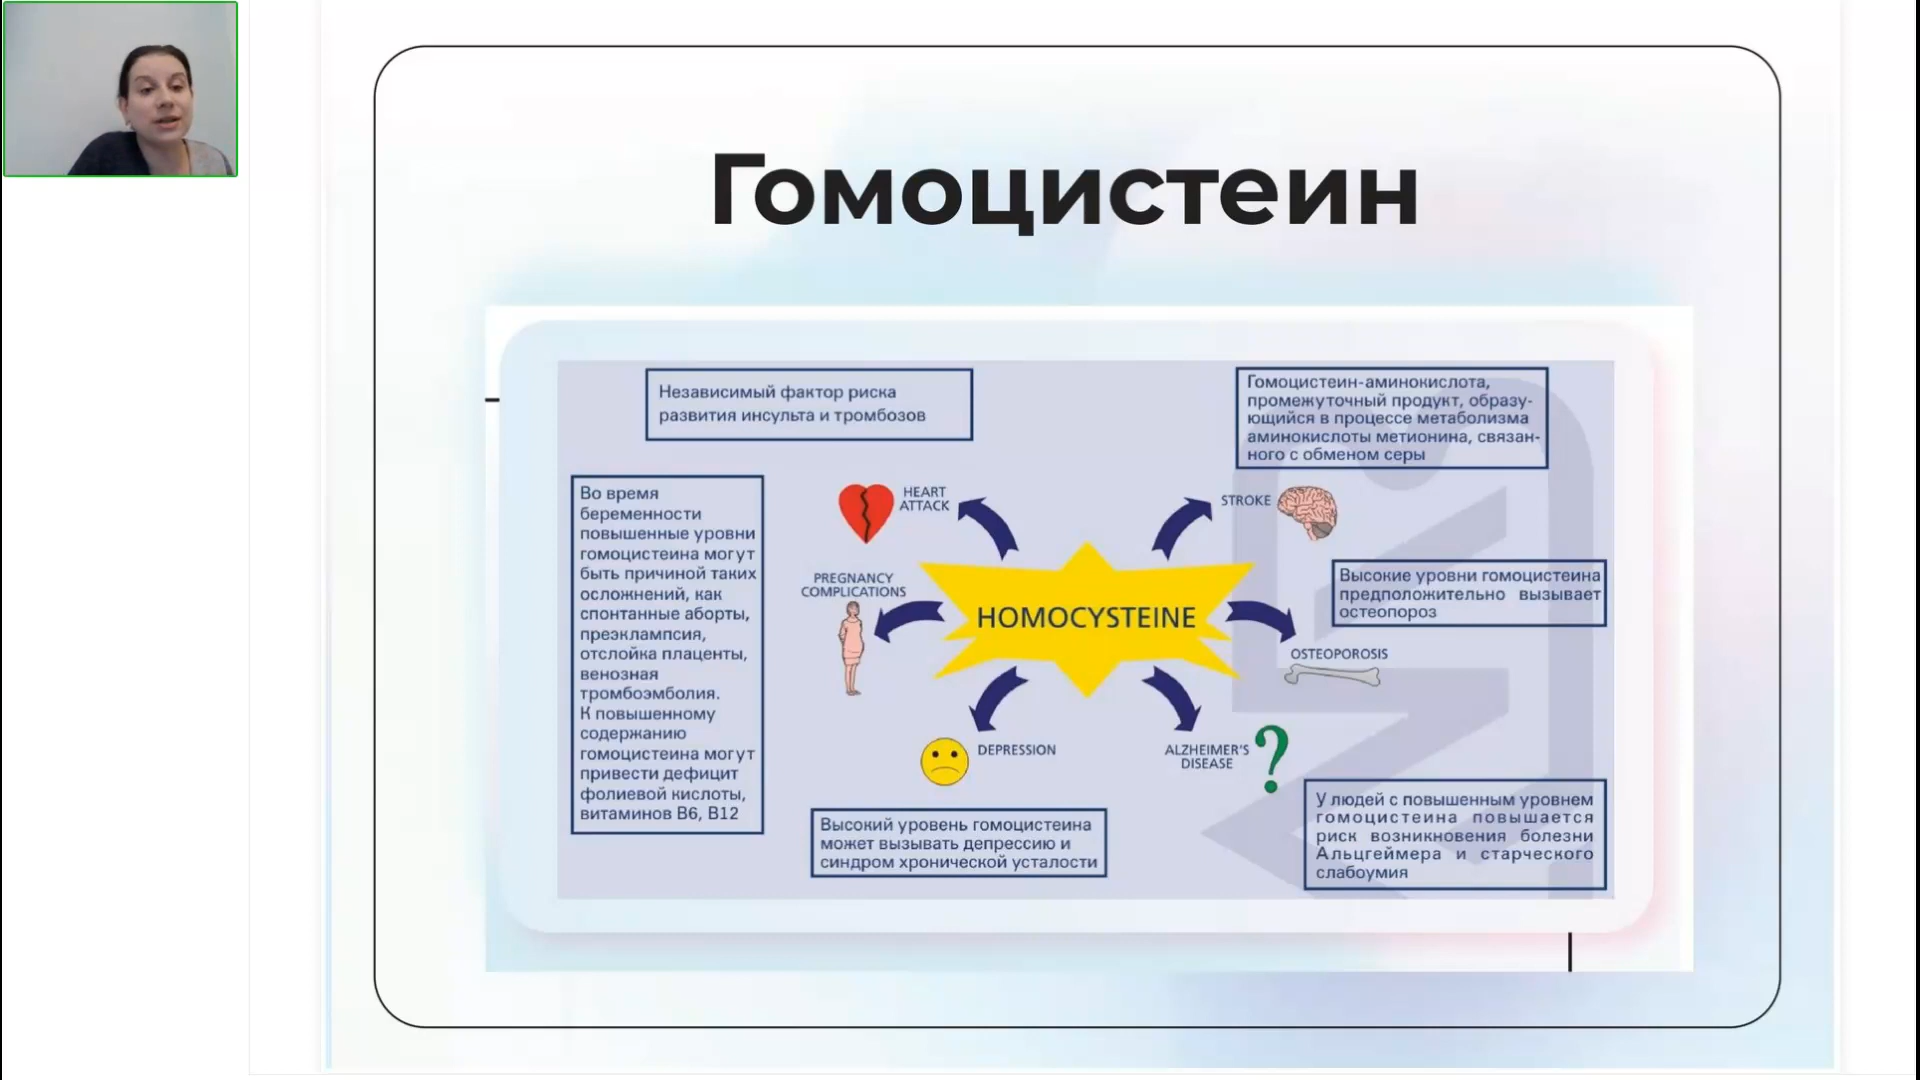 Гомоцистеин
Независимый фактор риска
развития инсульта и тромбозов
Гомоцистеин-аминокислота,
промежуточный продукт, образу-
ющийся в процессе метаболизма
аминокислоты метионина, связан-
ного с обменом серы
Во время
беременности
повышенные уровни
гомоцистеина могут
быть причиной таких
осложнений, как
спонтанные аборты,
преэклампсия,
отслойка плаценты,
венозная
тромбоэмболия.
К повышенному
содержанию
гомоцистеина могут
привести дефицит
фолиевой кислоты,
витаминов B6, B12
HEART
ATTACK
STROKE
PREGNANCY
COMPLICATIONS
HOMOCYSTEINE
Высокие уровни гомоцистеина
предположительно вызывает
остеопороз
OSTEOPOROSIS
DEPRESSION
ALZHEIMER'S
DISEASE
?
Высокий уровень гомоцистеина
может вызывать депрессию и
синдром хронической усталости
У людей с повышенным уровнем
гомоцистеина повышается
риск возникновения болезни
Альцгеймера и старческого
слабоумия